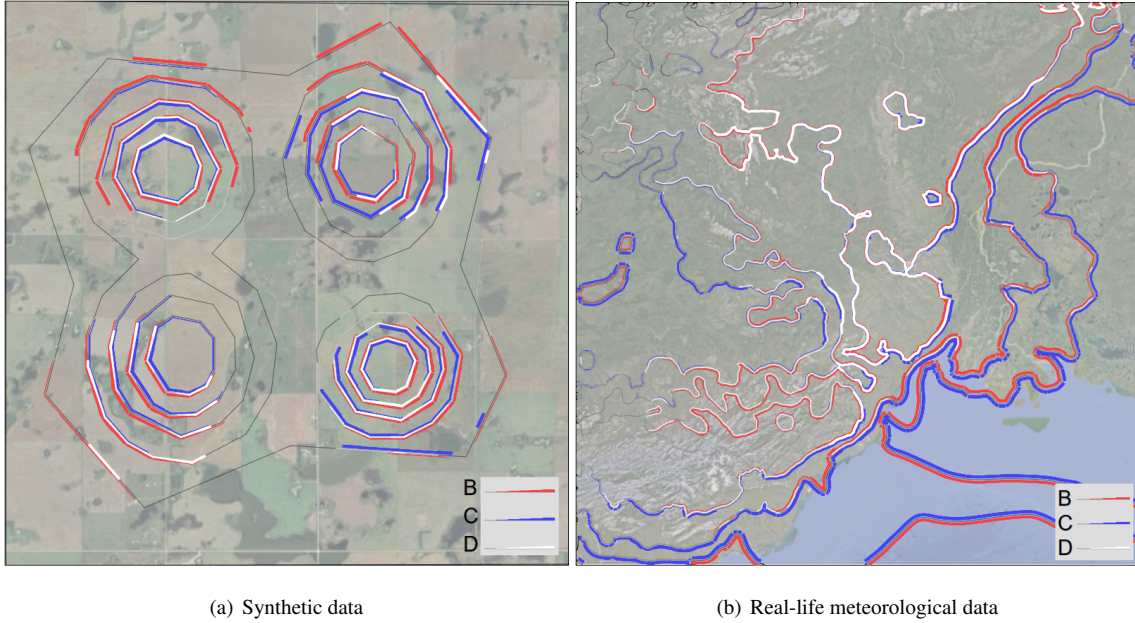 B
C
D
B
C
D
(a) Synthetic data
(b) Real-life meteorological data